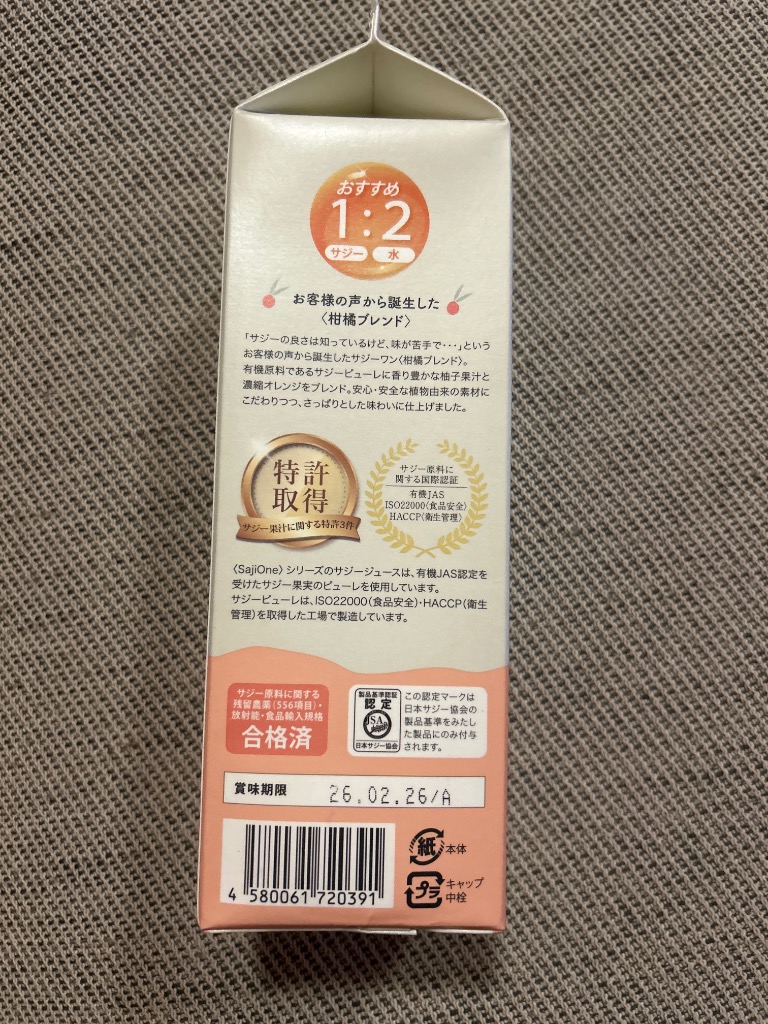 おすすめ
1:2
サジー 水
お客様の声から誕生した
〈柑橘ブレンド〉
「サジーの良さは知っているけど、味が苦手で・・・」という
お客様の声から誕生したサジーワン〈柑橘ブレンド〉。
有機原料であるサジーピューレに香り豊かな柚子果汁と
濃縮オレンジをブレンド。安心・安全な植物由来の素材に
こだわりつつ、さっぱりとした味わいに仕上げました。
特許
取得
サジー果汁に関する特許3件
サジー原料に
関する国際認証
有機JAS
ISO22000(食品安全)
HACCP(衛生管理)
〈SajiOne〉シリーズのサジージュースは、有機JAS認定を
受けたサジー果実のピューレを使用しています。
サジーピューレは、ISO22000(食品安全)・HACCP(衛生
管理)を取得した工場で製造しています。
サジー原料に関する
残留農薬(556項目)・
放射能・食品輸入規格
合格済
製品基準認証
認定
JSA
日本サジー協会
この認定マークは
日本サジー協会の
製品基準をみたし
た製品にのみ付与
されます。
賞味期限 26.02.26/A
4 580061 720391
紙 本体
プラ キャップ
中栓